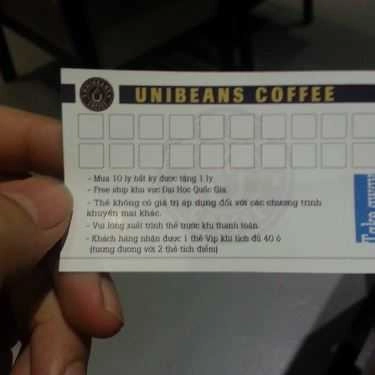 UNIBEANS COFFEE
- Mua 10 ly bất kỳ được tặng 1 ly
- Free ship khu vực Đại Học Quốc Gia.
- Thẻ không có giá trị áp dụng đối với các chương trình
khuyến mại khác.
- Vui lòng xuất trình thẻ trước khi thanh toán.
- Khách hàng nhận được 1 thẻ Vip khi tích đủ 40 ô
(tương đương với 2 thẻ tích điểm)
Take away